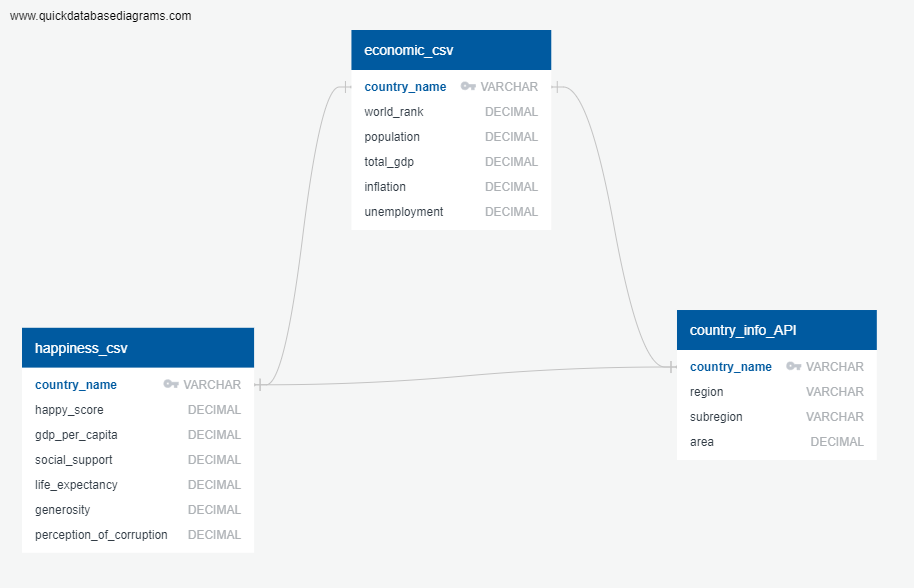 www.quickdatabasediagrams.com
economic_csv
country_name VARCHAR
world_rank DECIMAL
population DECIMAL
total_gdp DECIMAL
inflation DECIMAL
unemployment DECIMAL
happiness_csv
country_name VARCHAR
happy_score DECIMAL
gdp_per_capita DECIMAL
social_support DECIMAL
life_expectancy DECIMAL
generosity DECIMAL
perception_of_corruption DECIMAL
country_info_API
country_name VARCHAR
region VARCHAR
subregion VARCHAR
area DECIMAL